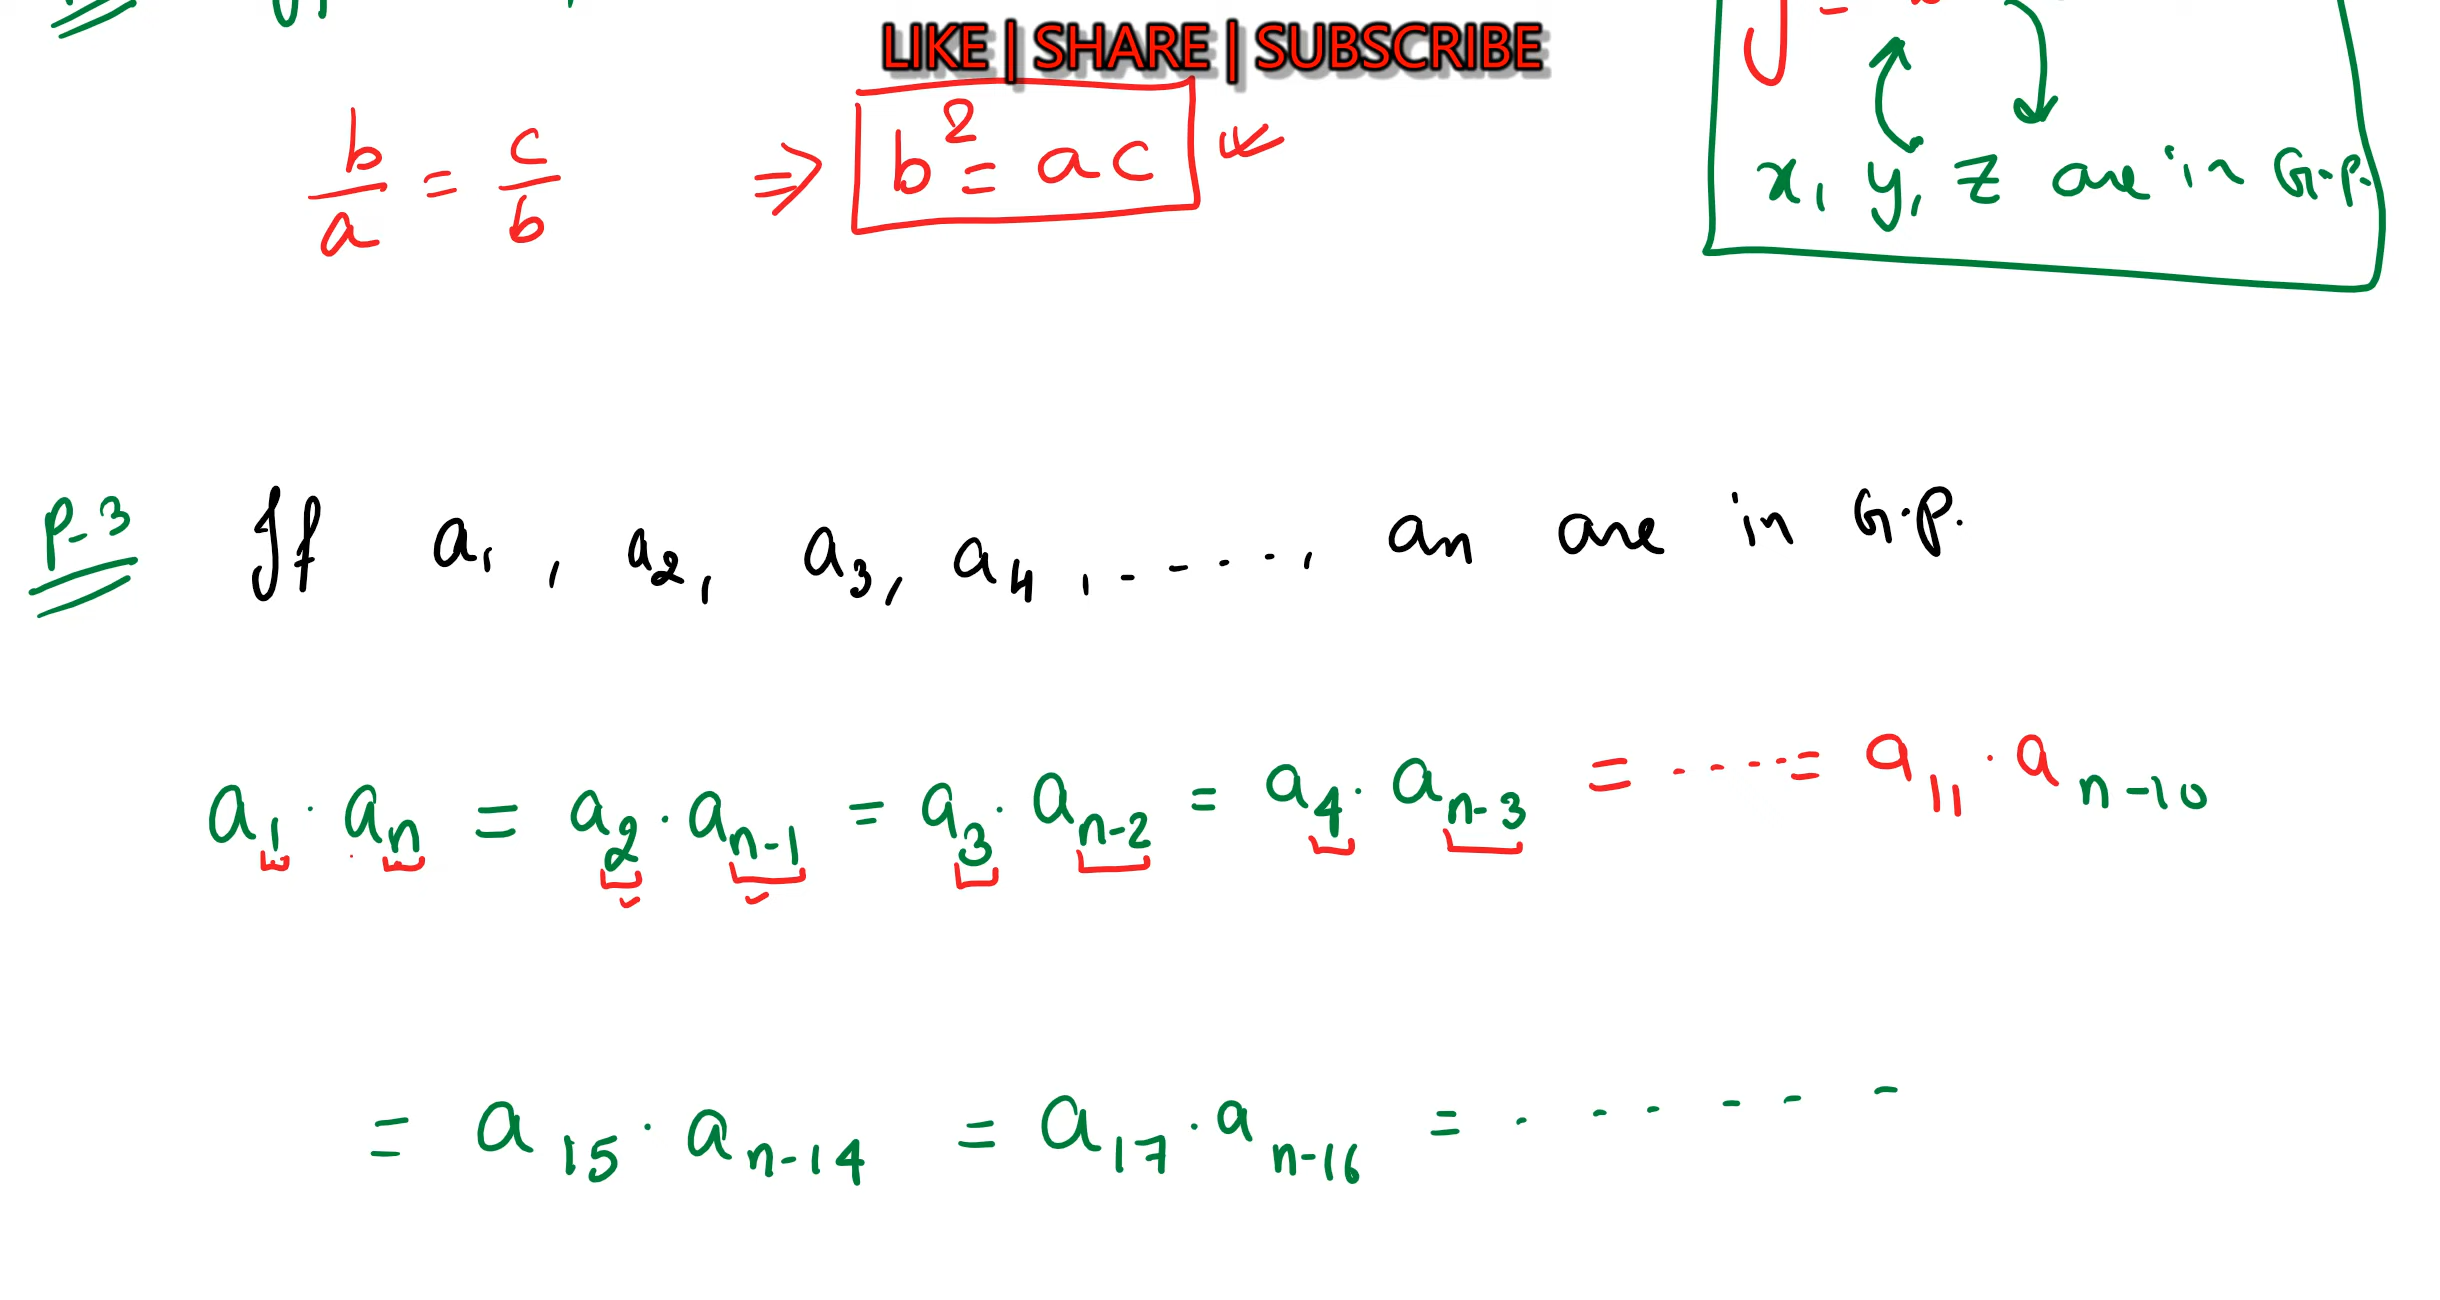 LIKE | SHARE | SUBSCRIBE
b/a = c/b ⇒ b² = ac
x, y, z are in G.P.
P-3 If a₁, a₂, a₃, a₄, ......, an are in G.P.
a₁ · aₙ = a₂ · aₙ₋₁ = a₃ · aₙ₋₂ = a₄ · aₙ₋₃ = ..... = a₁₁ · aₙ₋₁₀
= a₁₅ · aₙ₋₁₄ = a₁₇ · aₙ₋₁₆ = . - - - - -